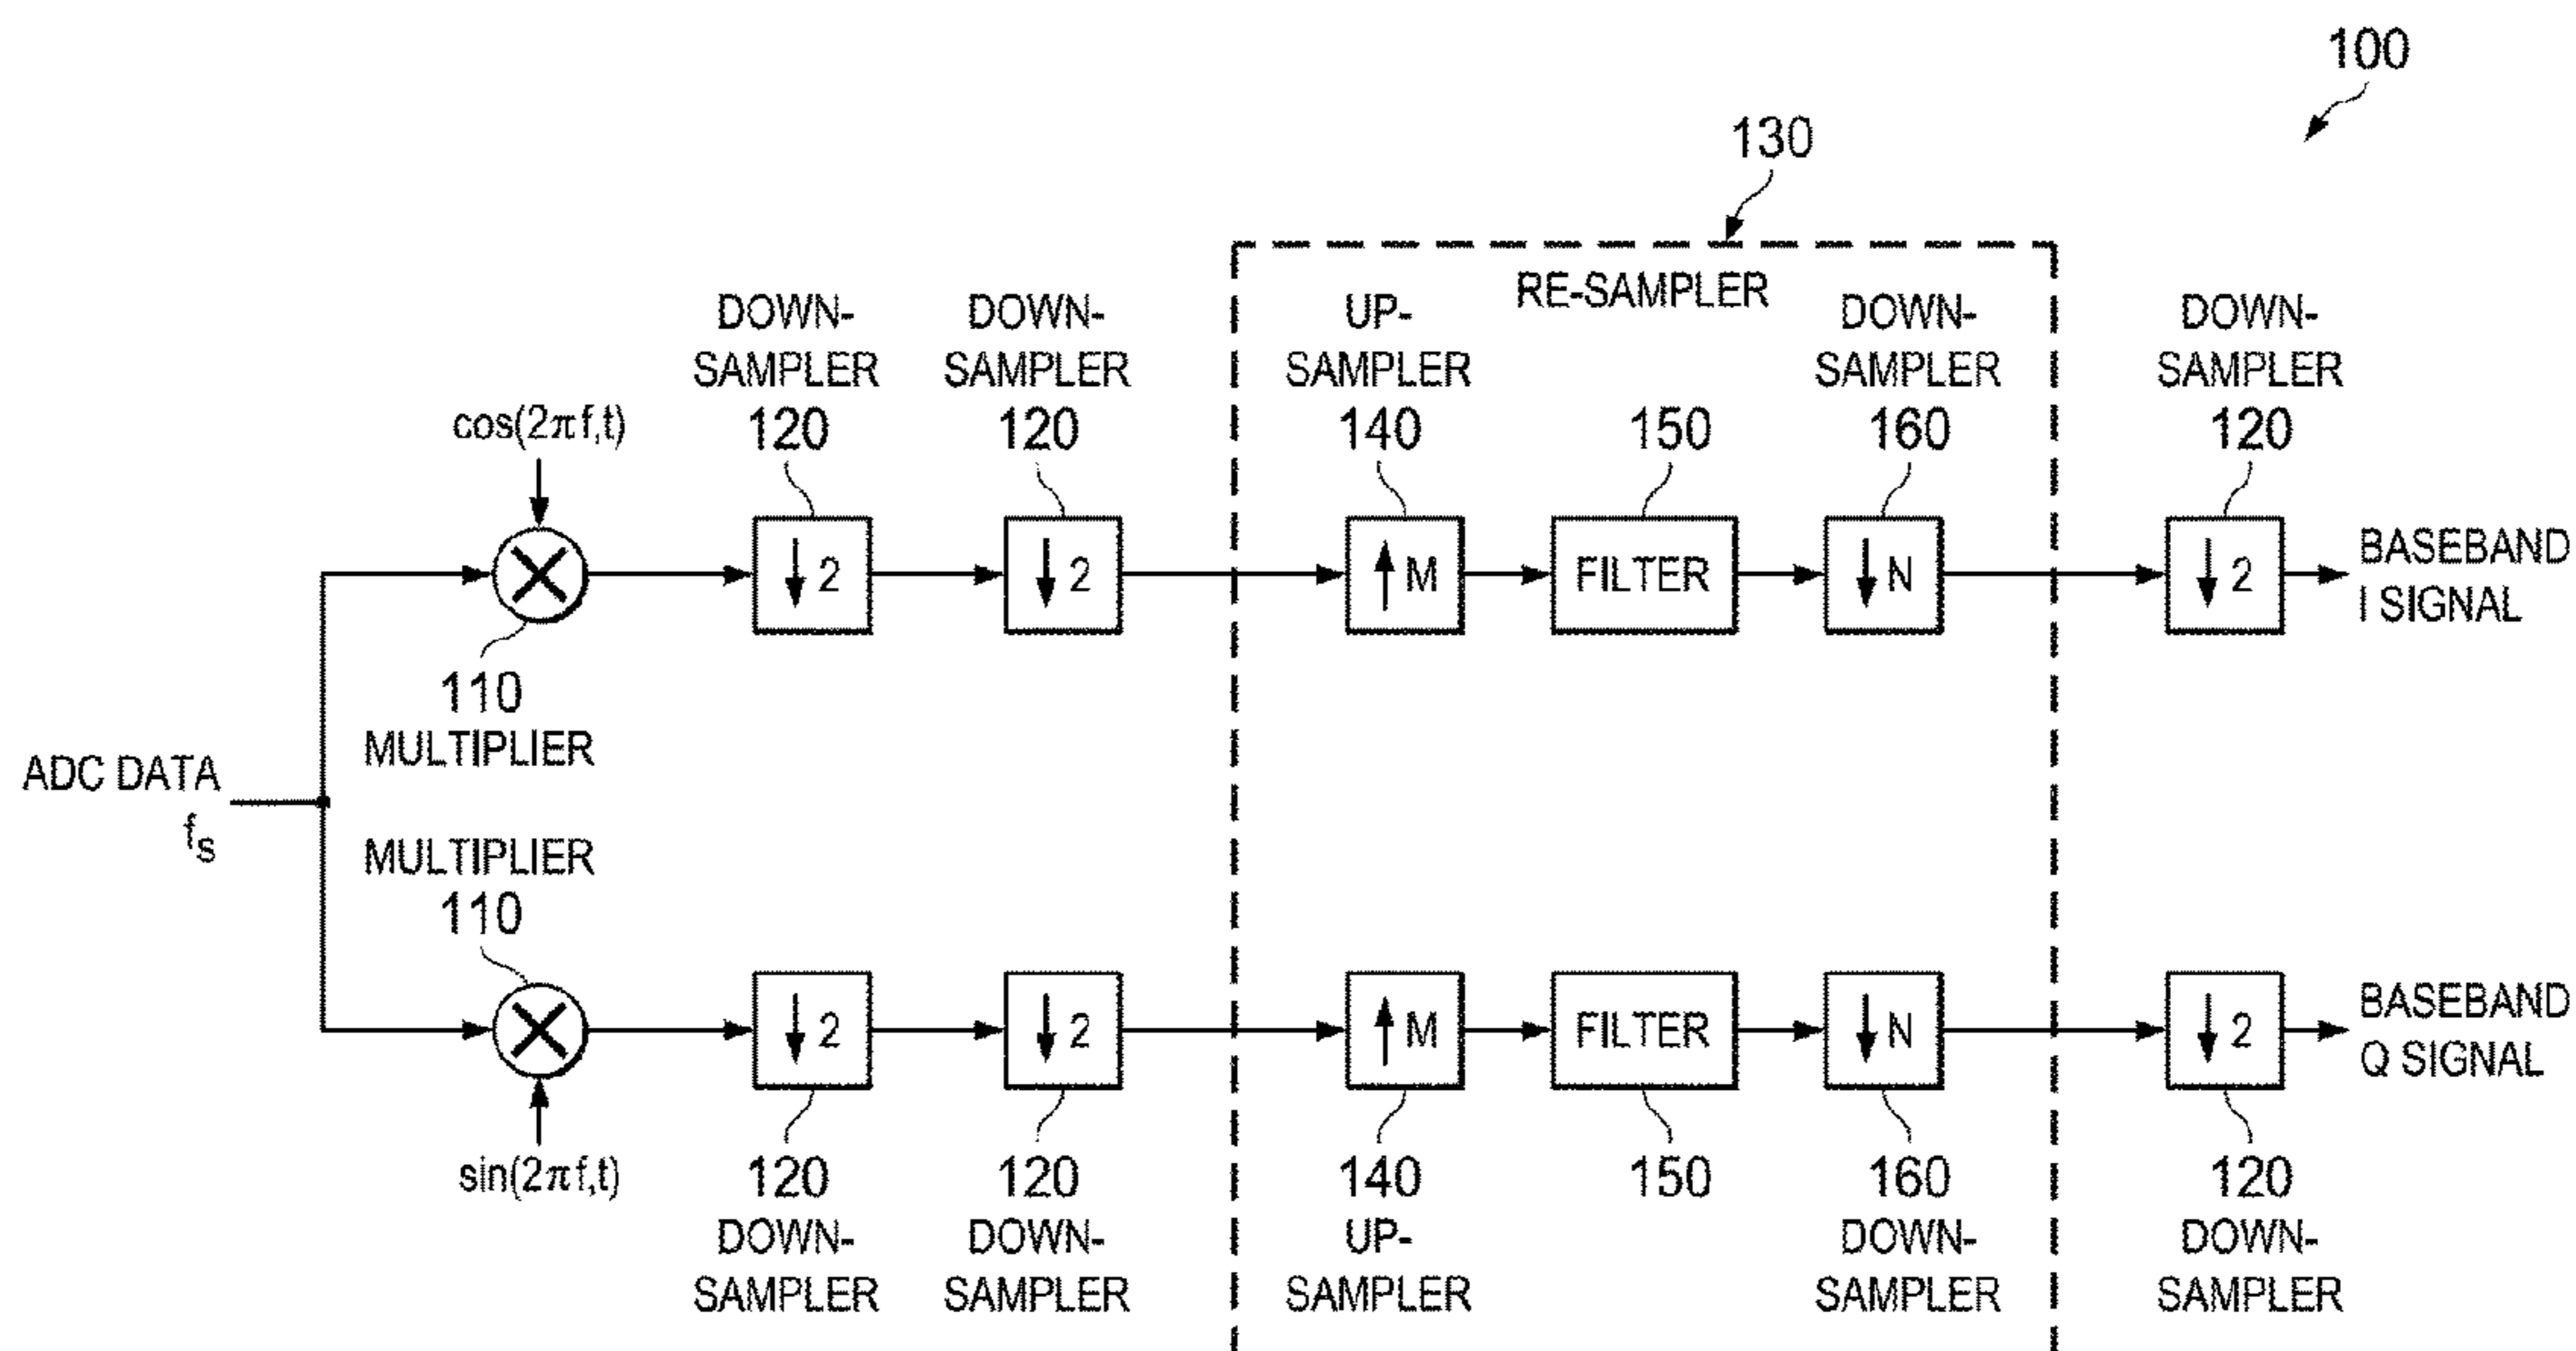 100
130
RE-SAMPLER
DOWN-
SAMPLER
120
DOWN-
SAMPLER
120
UP-
SAMPLER
140
150
DOWN-
SAMPLER
160
DOWN-
SAMPLER
120
cos(2πf,t)
↓ 2
↓ 2
↑ M
FILTER
↓ N
↓ 2
BASEBAND
I SIGNAL
110
MULTIPLIER
ADC DATA
fs
MULTIPLIER
110
↓ 2
↓ 2
↑ M
FILTER
↓ N
↓ 2
BASEBAND
Q SIGNAL
sin(2πf,t)
120
DOWN-
SAMPLER
120
DOWN-
SAMPLER
140
UP-
SAMPLER
150
160
DOWN-
SAMPLER
120
DOWN-
SAMPLER